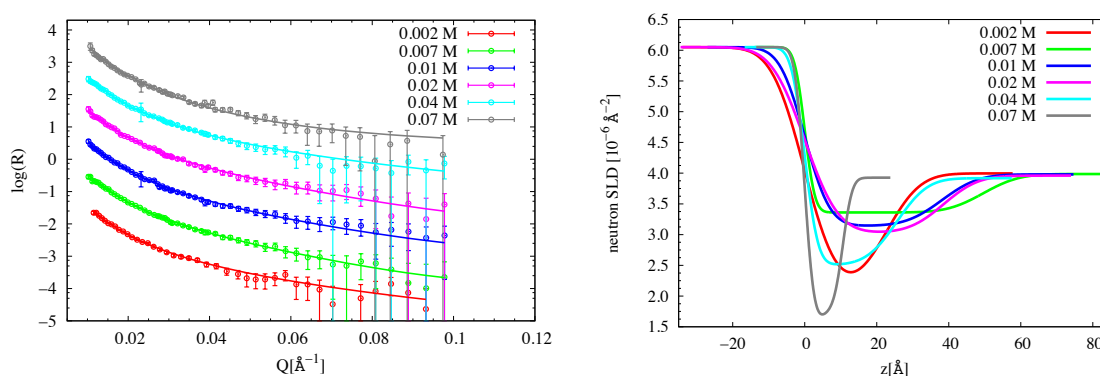 5
4
3
2
1
0
−1
−2
−3
−4
−5
log(R)
0.02 0.04 0.06 0.08 0.1 0.12
Q[Å⁻¹]
0.002 M
0.007 M
0.01 M
0.02 M
0.04 M
0.07 M
6.5
6.0
5.5
5.0
4.5
4.0
3.5
3.0
2.5
2.0
1.5
neutron SLD [10⁻⁶ Å⁻²]
−20 0 20 40 60 80
z[Å]
0.002 M
0.007 M
0.01 M
0.02 M
0.04 M
0.07 M